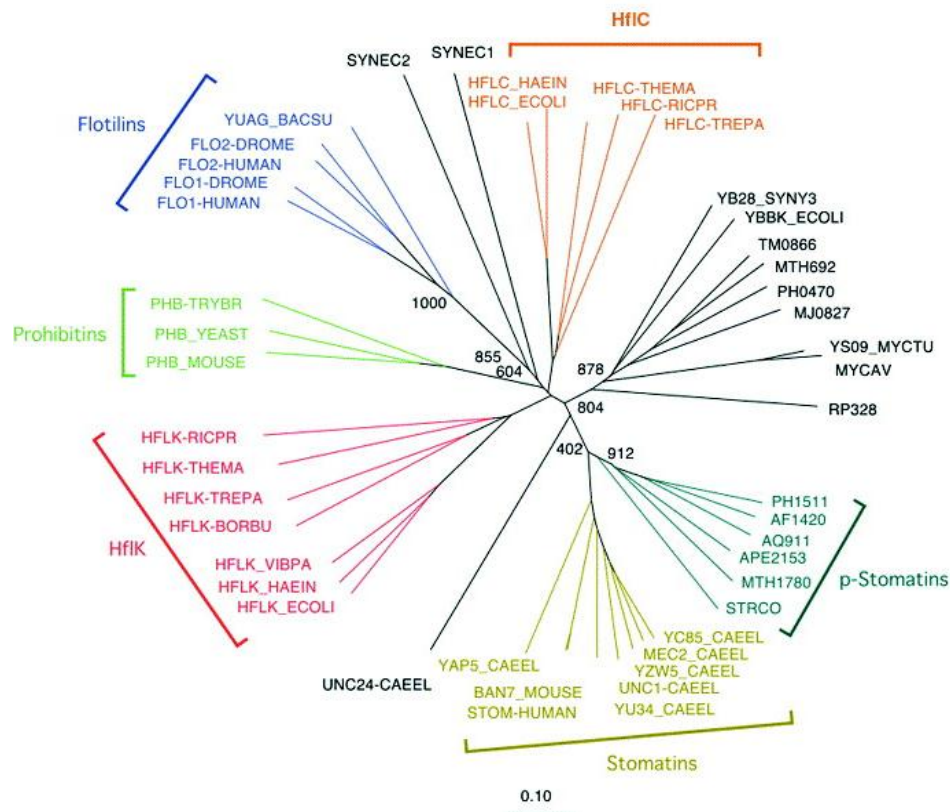 HflC
SYNEC2
SYNEC1
HFLC_HAEIN
HFLC_ECOLI
HFLC-THEMA
HFLC-RICPR
HFLC-TREPA
Flotilins
YUAG_BACSU
FLO2-DROME
FLO2-HUMAN
FLO1-DROME
FLO1-HUMAN
YB28_SYNY3
YBBK_ECOLI
TM0866
MTH692
PH0470
MJ0827
YS09_MYCTU
MYCAV
RP328
1000
855
604
878
804
402
912
Prohibitins
PHB-TRYBR
PHB_YEAST
PHB_MOUSE
HflK
HFLK-RICPR
HFLK-THEMA
HFLK-TREPA
HFLK-BORBU
HFLK_VIBPA
HFLK_HAEIN
HFLK_ECOLI
PH1511
AF1420
AQ911
APE2153
MTH1780
STRCO
p-Stomatins
UNC24-CAEEL
YAP5_CAEEL
BAN7_MOUSE
STOM-HUMAN
YC85_CAEEL
MEC2_CAEEL
YZW5_CAEEL
UNC1-CAEEL
YU34_CAEEL
Stomatins
0.10